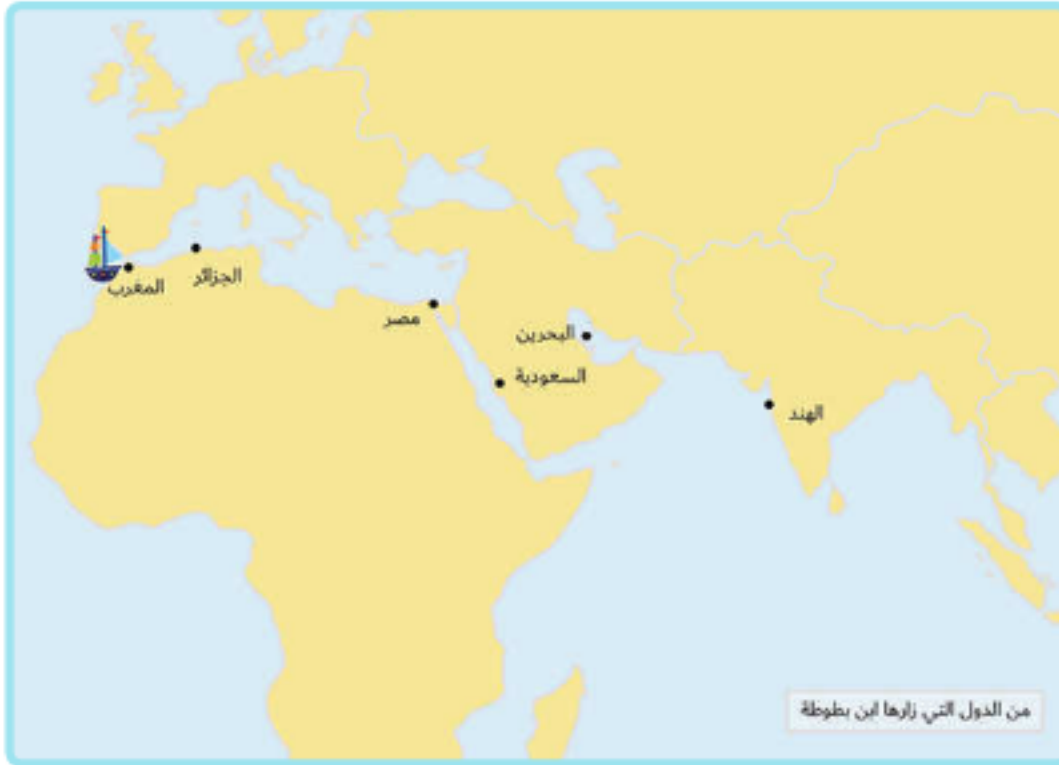 الجزائر
المغرب
مصر
البحرين
السعودية
الهند
من الدول التي زارها ابن بطوطة